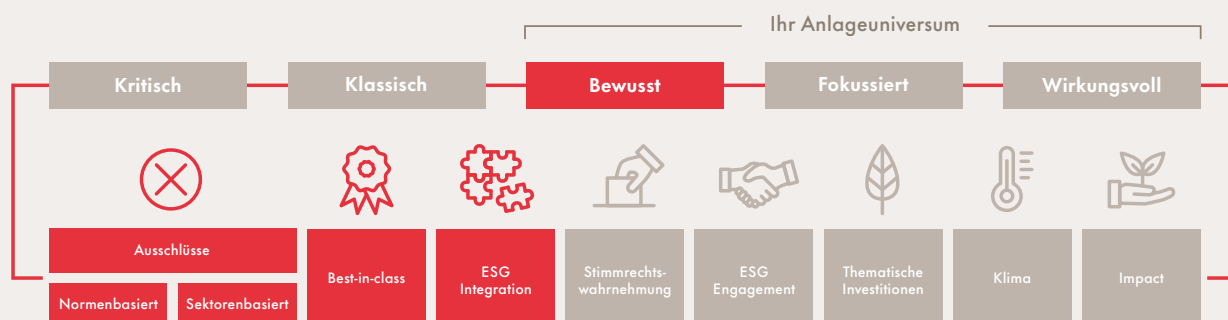 Ihr Anlageuniversum
Kritisch
Klassisch
Bewusst
Fokussiert
Wirkungsvoll
Ausschlüsse
Normenbasiert
Sektorenbasiert
Best-in-class
ESG
Integration
Stimmrechts-
wahrnehmung
ESG
Engagement
Thematische
Investitionen
Klima
Impact